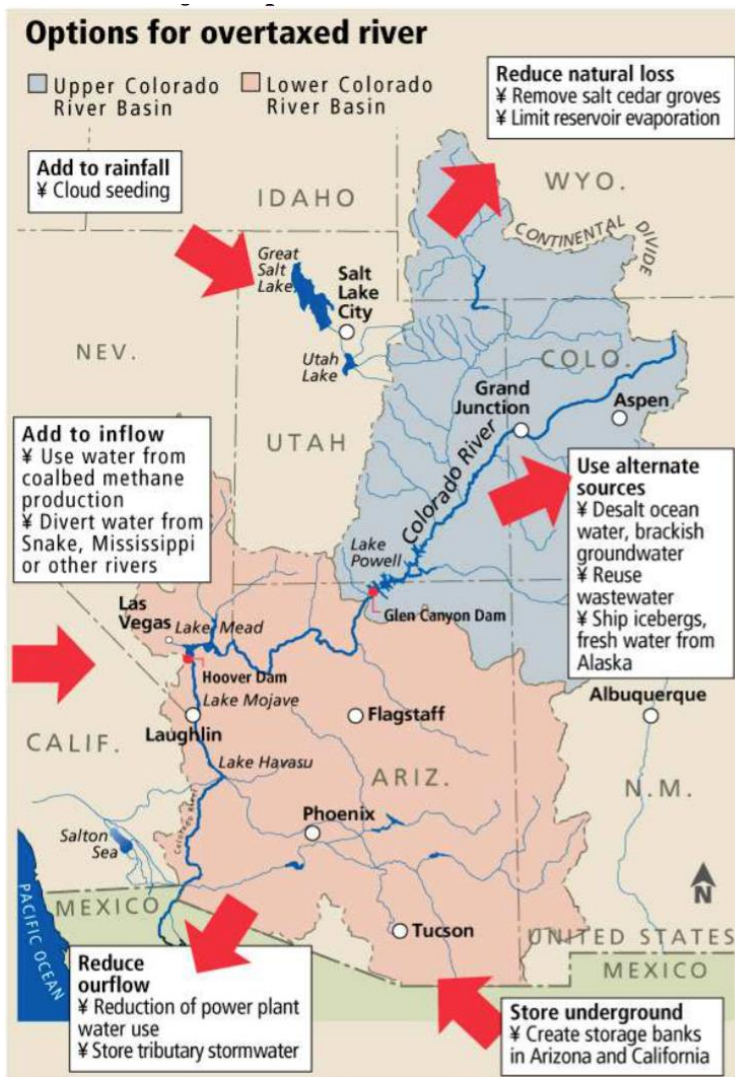 Options for overtaxed river
Upper Colorado
River Basin
Lower Colorado
River Basin
Reduce natural loss
¥ Remove salt cedar groves
¥ Limit reservoir evaporation
Add to rainfall
¥ Cloud seeding
IDAHO
WYO.
CONTINENTAL DIVIDE
Great
Salt
Lake
Salt
Lake
City
NEV.
Utah
Lake
COLO.
Grand
Junction
Aspen
UTAH
Add to inflow
¥ Use water from
coalbed methane
production
¥ Divert water from
Snake, Mississippi
or other rivers
Colorado River
Use alternate
sources
¥ Desalt ocean
water, brackish
groundwater
¥ Reuse
wastewater
¥ Ship icebergs,
fresh water from
Alaska
Lake
Powell
Glen Canyon Dam
Las
Vegas
Lake Mead
Hoover Dam
Lake Mojave
Laughlin
Flagstaff
Albuquerque
CALIF.
Lake Havasu
ARIZ.
N.M.
Colorado River
Phoenix
Salton
Sea
N
PACIFIC OCEAN
MEXICO
Tucson
UNITED STATES
MEXICO
Reduce
ourflow
¥ Reduction of power plant
water use
¥ Store tributary stormwater
Store underground
¥ Create storage banks
in Arizona and California